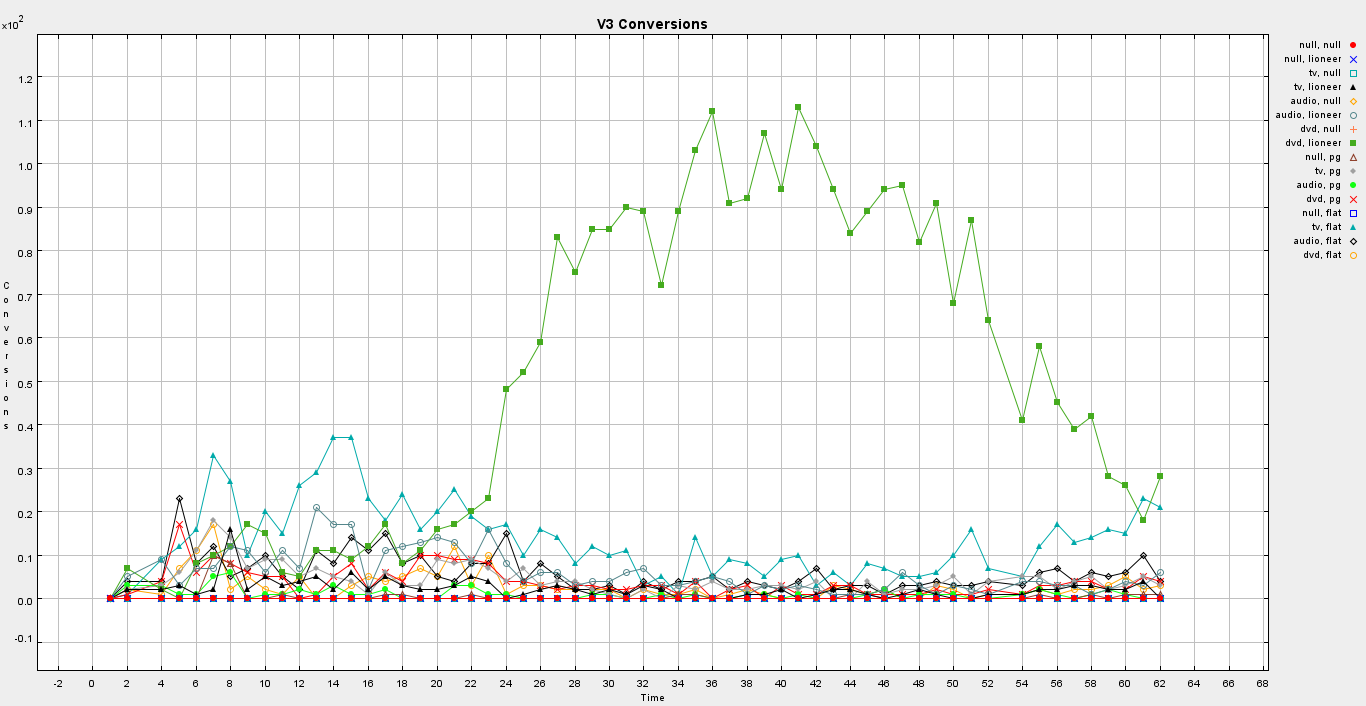 V3 Conversions
x10²
1.2
1.1
1.0
0.9
0.8
0.7
0.6
0.5
0.4
0.3
0.2
0.1
0.0
-0.1
Conversions
-2 0 2 4 6 8 10 12 14 16 18 20 22 24 26 28 30 32 34 36 38 40 42 44 46 48 50 52 54 56 58 60 62 64 66 68
Time
null, null
null, lioneer
tv, null
tv, lioneer
audio, null
audio, lioneer
dvd, null
dvd, lioneer
null, pg
tv, pg
audio, pg
dvd, pg
null, flat
tv, flat
audio, flat
dvd, flat